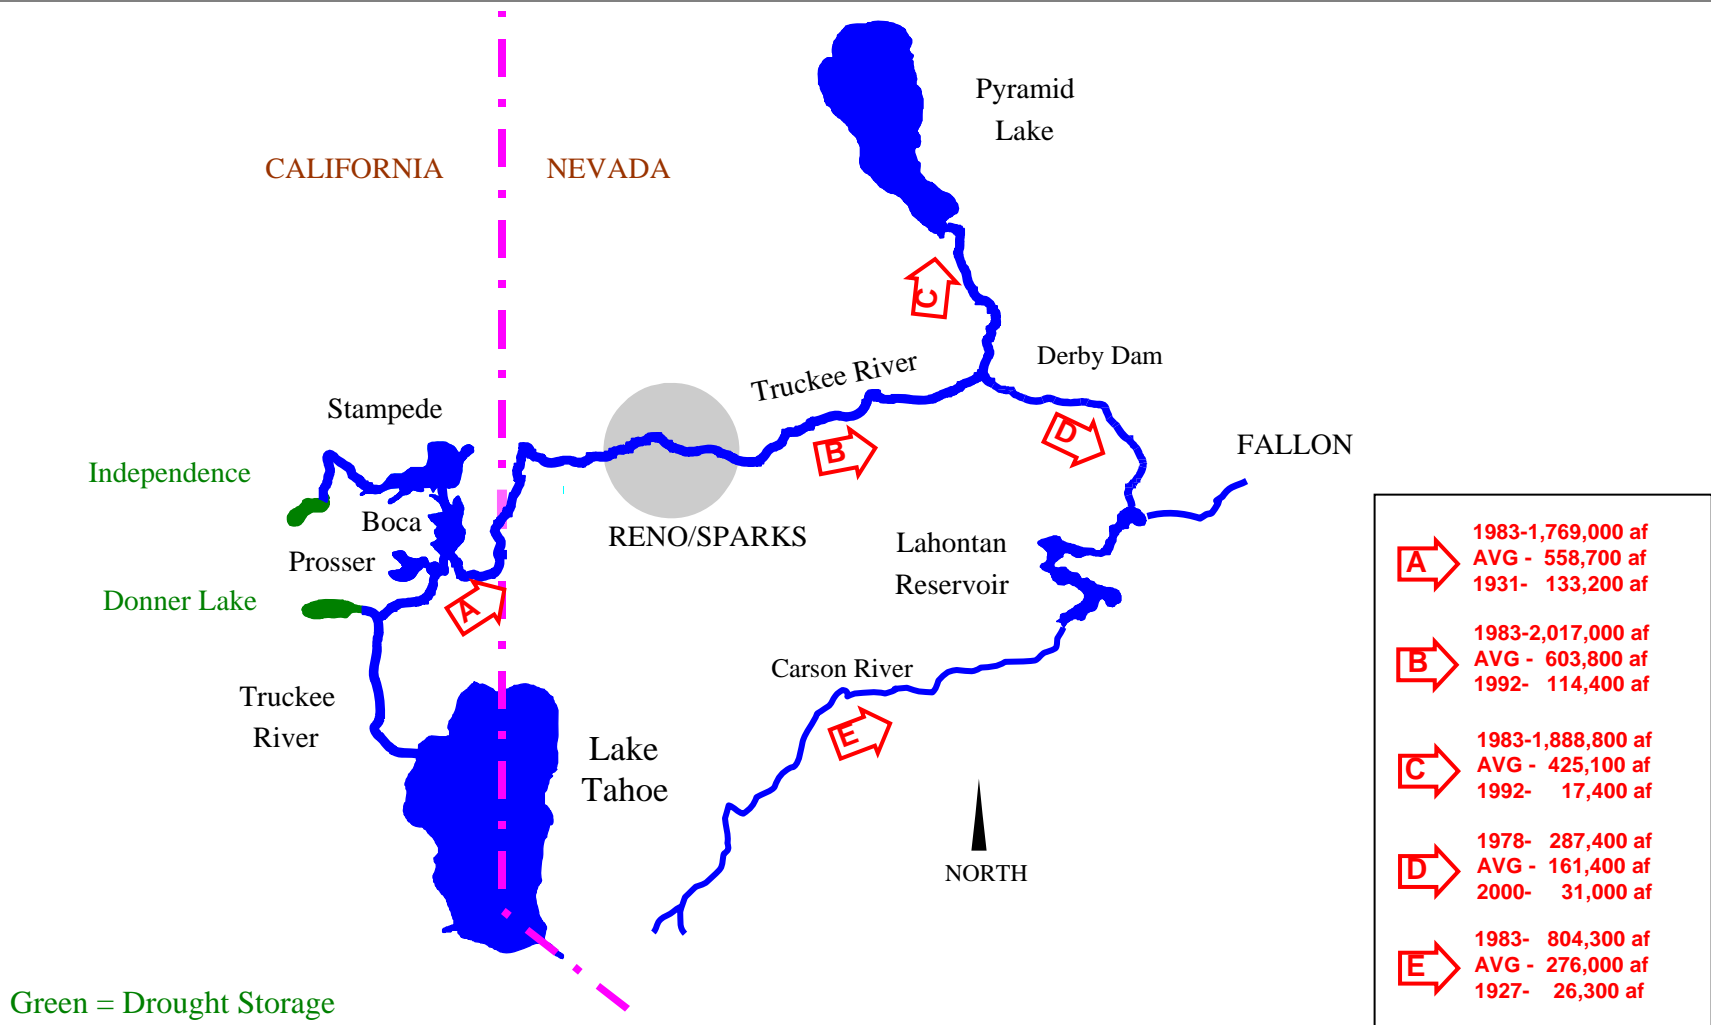 Pyramid
Lake
CALIFORNIA
NEVADA
C
Derby Dam
Truckee River
Stampede
D
B
FALLON
Independence
Boca
RENO/SPARKS
Lahontan
Reservoir
Prosser
Donner Lake
A
Carson River
Truckee
River
E
Lake
Tahoe
NORTH
Green = Drought Storage
A
1983-1,769,000 af
AVG - 558,700 af
1931- 133,200 af
B
1983-2,017,000 af
AVG - 603,800 af
1992- 114,400 af
C
1983-1,888,800 af
AVG - 425,100 af
1992- 17,400 af
D
1978- 287,400 af
AVG - 161,400 af
2000- 31,000 af
E
1983- 804,300 af
AVG - 276,000 af
1927- 26,300 af